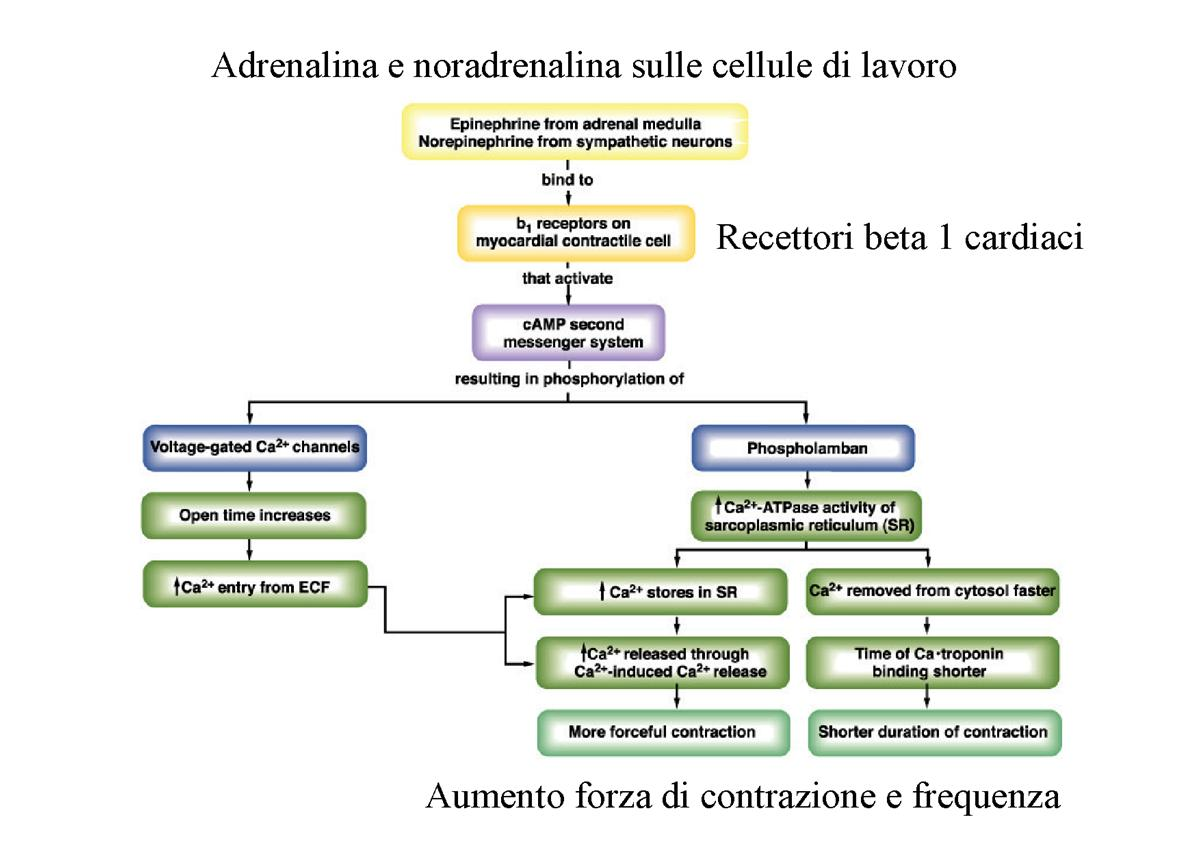 Adrenalina e noradrenalina sulle cellule di lavoro
Epinephrine from adrenal medulla
Norepinephrine from sympathetic neurons
bind to
b₁ receptors on
myocardial contractile cell
Recettori beta 1 cardiaci
that activate
cAMP second
messenger system
resulting in phosphorylation of
Voltage-gated Ca²⁺ channels
Open time increases
↑Ca²⁺ entry from ECF
Phospholamban
↑Ca²⁺-ATPase activity of
sarcoplasmic reticulum (SR)
↑ Ca²⁺ stores in SR
↑Ca²⁺ released through
Ca²⁺-induced Ca²⁺ release
More forceful contraction
Ca²⁺ removed from cytosol faster
Time of Ca·troponin
binding shorter
Shorter duration of contraction
Aumento forza di contrazione e frequenza